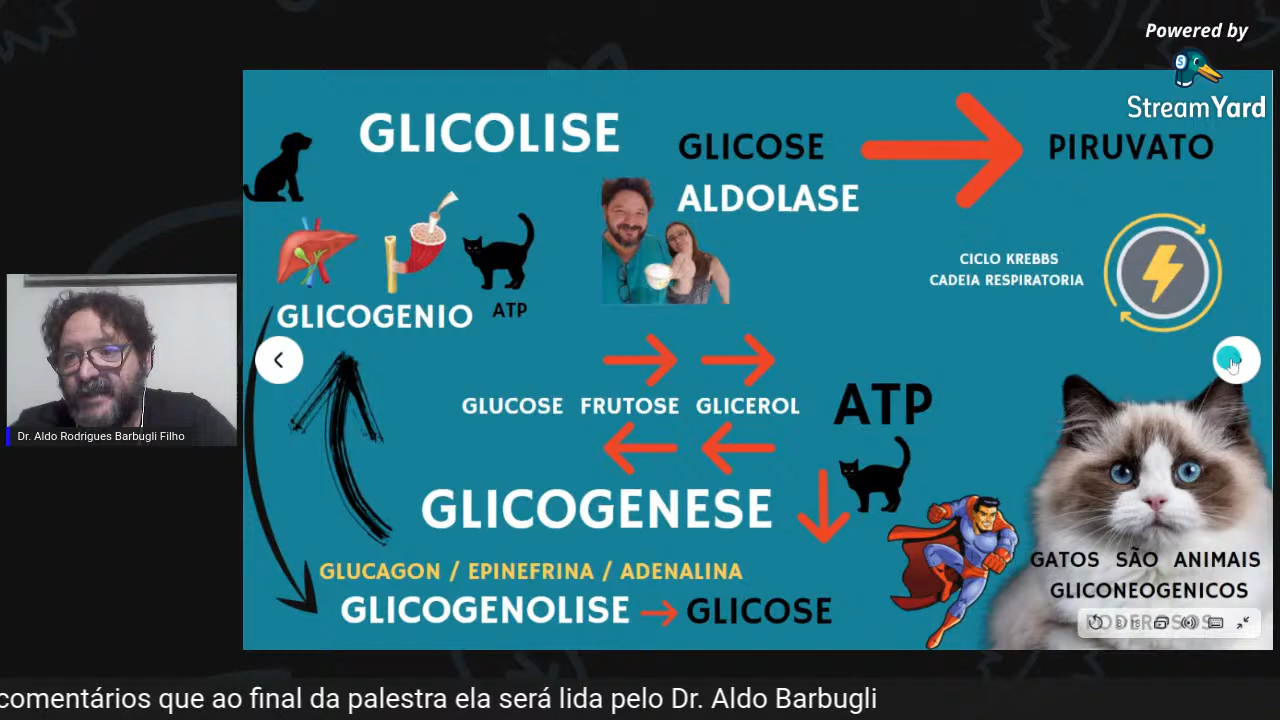 Powered by
StreamYard
GLICOLISE
GLICOSE
PIRUVATO
ALDOLASE
CICLO KREBBS
CADEIA RESPIRATORIA
GLICOGENIO
ATP
GLUCOSE FRUTOSE GLICEROL
ATP
Dr. Aldo Rodrigues Barbugli Filho
GLICOGENESE
GATOS SÃO ANIMAIS
GLICONEOGENICOS
PODEROSOS
GLUCAGON / EPINEFRINA / ADENALINA
GLICOGENOLISE GLICOSE
comentários que ao final da palestra ela será lida pelo Dr. Aldo Barbugli